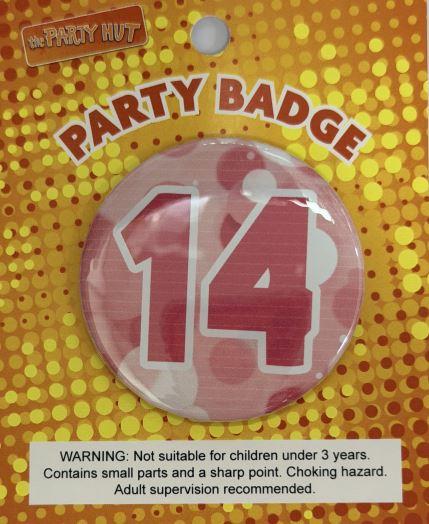 the PARTY HUT
PARTY BADGE
14
WARNING: Not suitable for children under 3 years.
Contains small parts and a sharp point. Choking hazard.
Adult supervision recommended.